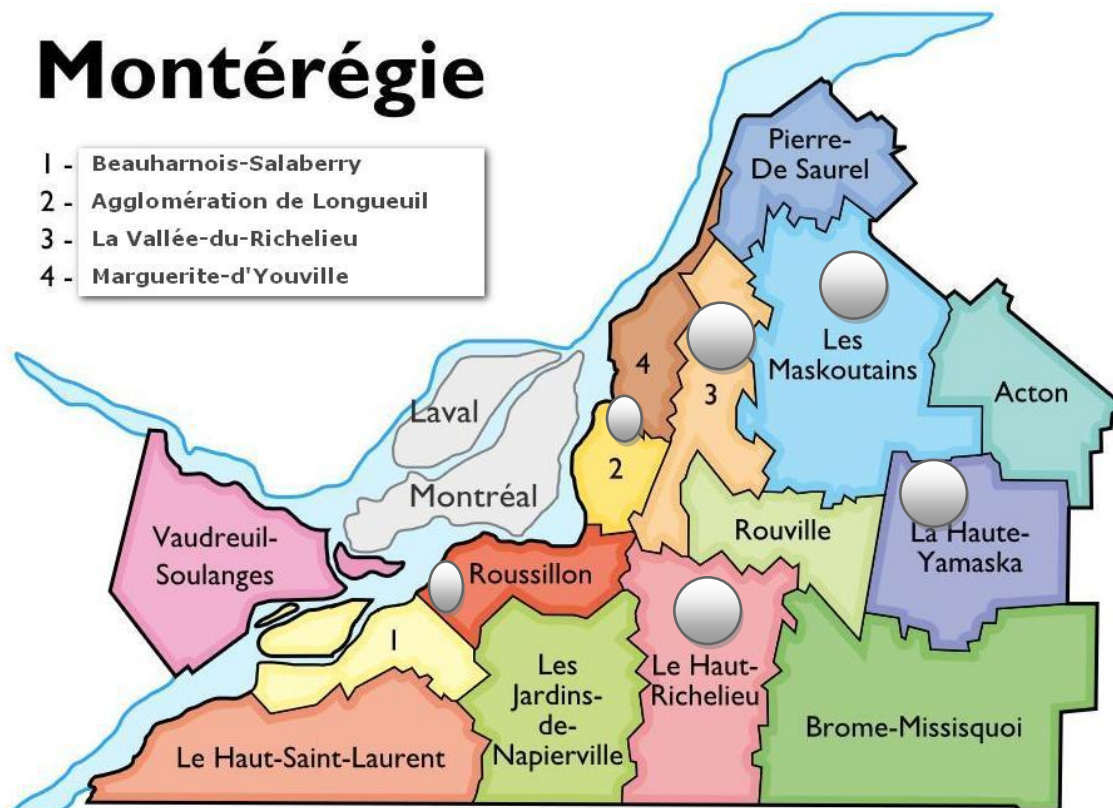 Montérégie
1 - Beauharnois-Salaberry
2 - Agglomération de Longueuil
3 - La Vallée-du-Richelieu
4 - Marguerite-d'Youville
Pierre-
De Saurel
Les
Maskoutains
4
3
Acton
Laval
2
Montréal
Rouville
La Haute-
Yamaska
Vaudreuil-
Soulanges
Roussillon
1
Les
Jardins-
de-
Napierville
Le Haut-
Richelieu
Brome-Missisquoi
Le Haut-Saint-Laurent